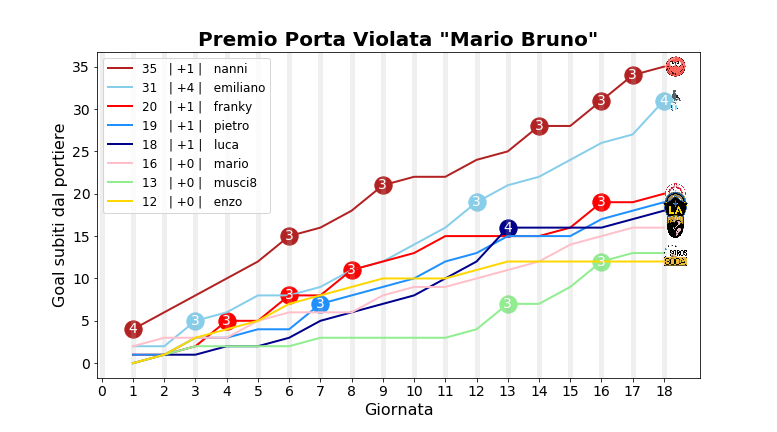 Premio Porta Violata "Mario Bruno"
Goal subiti dal portiere
35 | +1 | nanni
31 | +4 | emiliano
20 | +1 | franky
19 | +1 | pietro
18 | +1 | luca
16 | +0 | mario
13 | +0 | musci8
12 | +0 | enzo
35
30
25
20
15
10
5
0
4
3
3
3
3
3
3
3
3
3
3
3
3
4
3
3
3
3
4
LA
0 1 2 3 4 5 6 7 8 9 10 11 12 13 14 15 16 17 18
Giornata